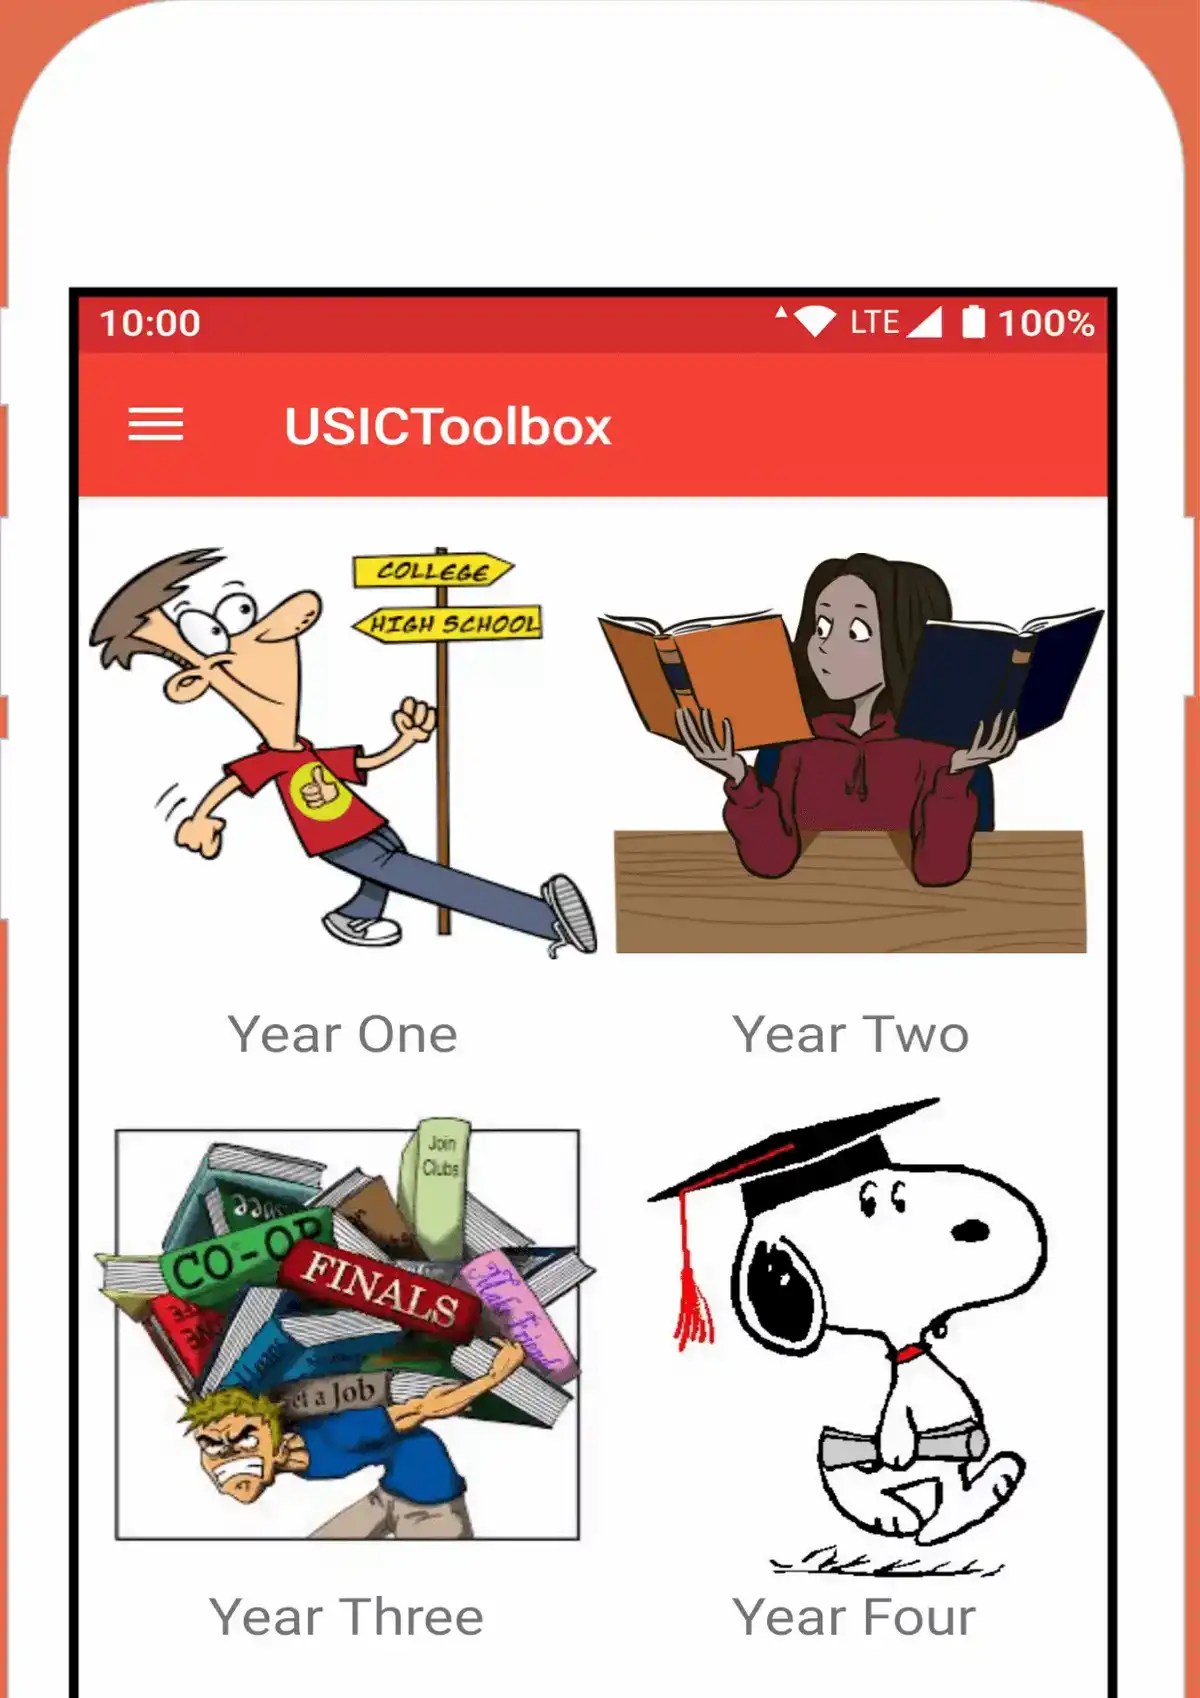 10:00 LTE 100%
USICToolbox
COLLEGE
HIGH SCHOOL
Year One
Year Two
Join
Clubs
CO-OP
FINALS
Make Friends
et a Job
Year Three
Year Four